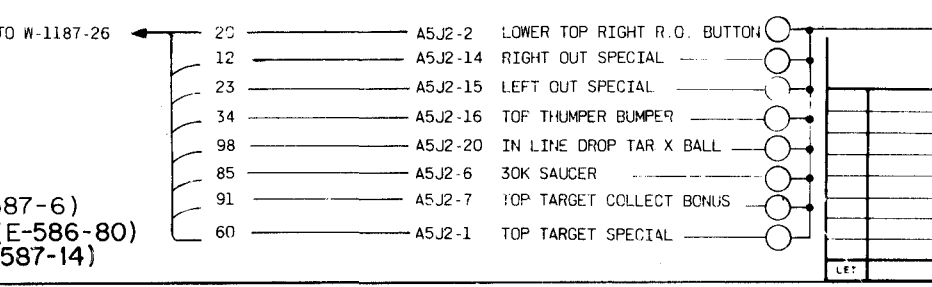 TO W-1187-26
20 A5J2-2 LOWER TOP RIGHT R.O. BUTTON
12 A5J2-14 RIGHT OUT SPECIAL
23 A5J2-15 LEFT OUT SPECIAL
34 A5J2-16 TOP THUMPER BUMPER
98 A5J2-20 IN LINE DROP TAR X BALL
85 A5J2-6 30K SAUCER
91 A5J2-7 TOP TARGET COLLECT BONUS
60 A5J2-1 TOP TARGET SPECIAL
587-6)
(E-586-80)
587-14)
LET